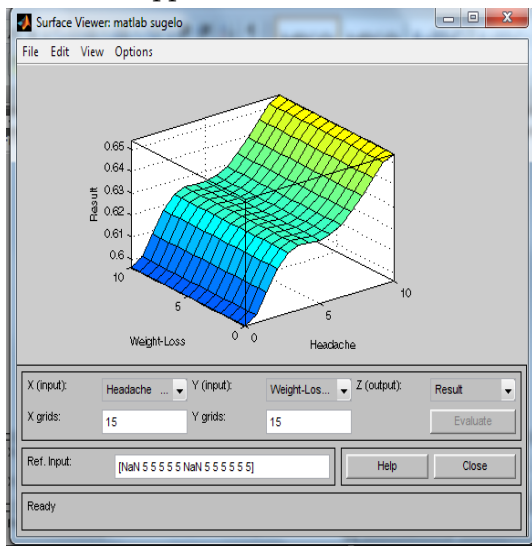 Surface Viewer: matlab sugelo
File Edit View Options
0.65
0.64
0.63
0.62
0.61
0.6
Result
10
5
0
Weight-Loss
0
5
10
Headache
X (input): Headache ... Y (input): Weight-Los... Z (output): Result
X grids: 15 Y grids: 15 Evaluate
Ref. Input: [NaN 5 5 5 5 5 NaN 5 5 5 5 5 5] Help Close
Ready